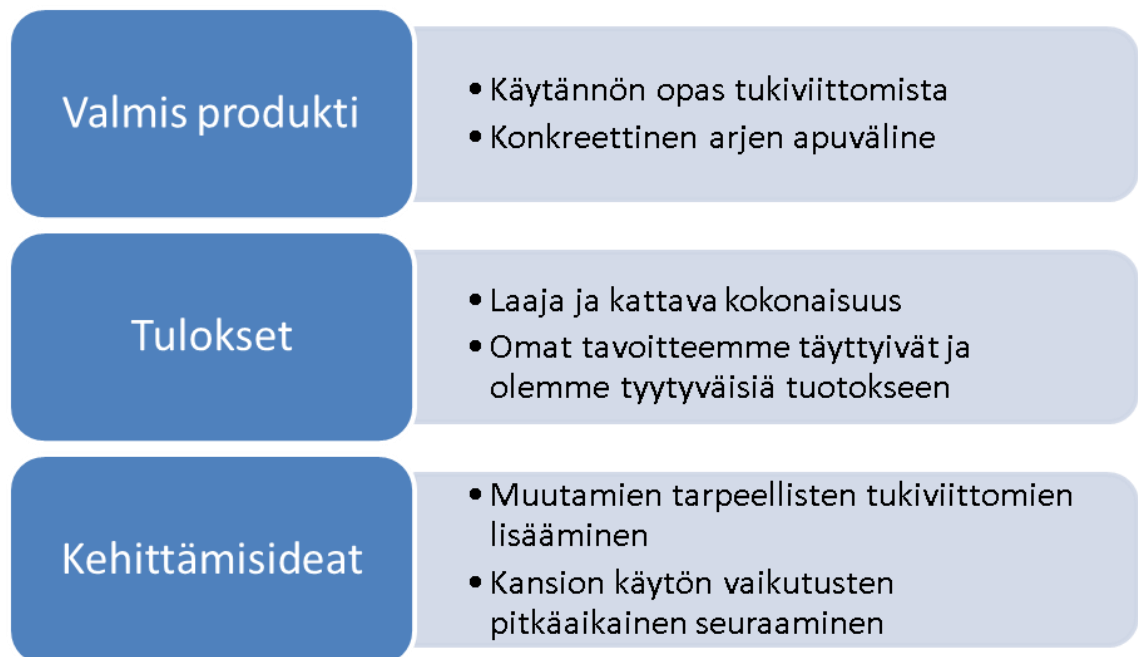 Valmis produkti
• Käytännön opas tukiviittomista
• Konkreettinen arjen apuväline
Tulokset
• Laaja ja kattava kokonaisuus
• Omat tavoitteemme täyttyivät ja
olemme tyytyväisiä tuotokseen
Kehittämisideat
• Muutamien tarpeellisten tukiviittomien
lisääminen
• Kansion käytön vaikutusten
pitkäaikainen seuraaminen